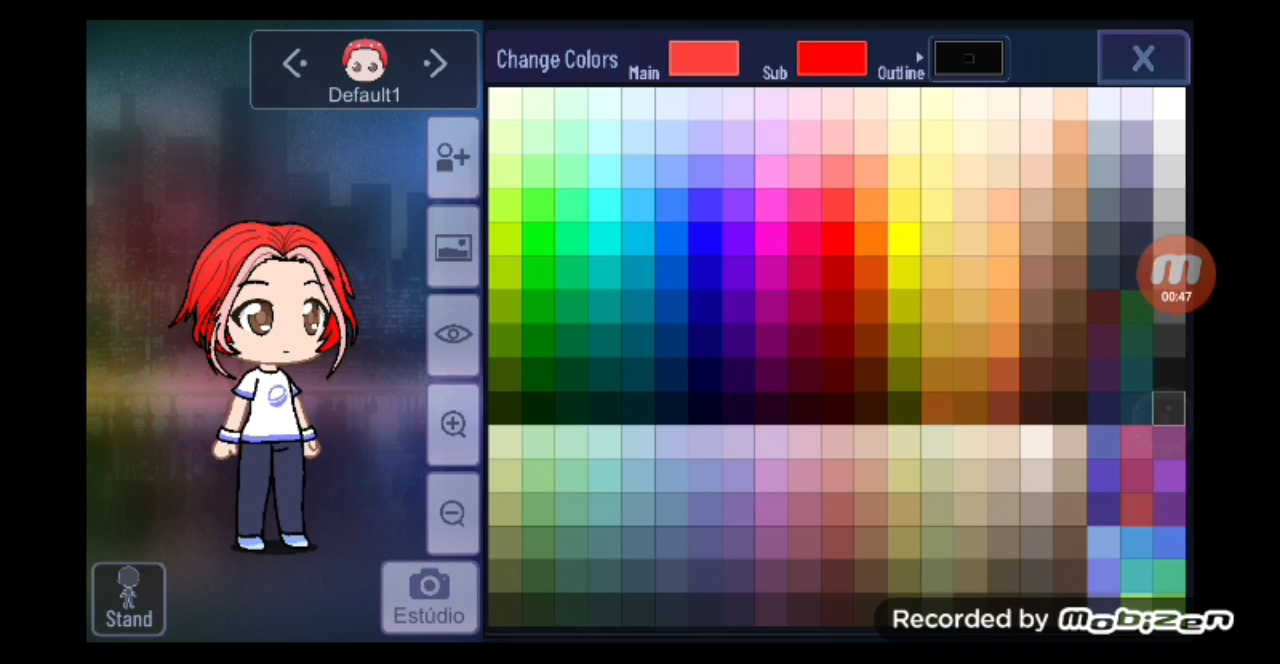 Default1
Change Colors
Main
Sub
Outline
X
00:47
Stand
Estúdio
Recorded by mobizen